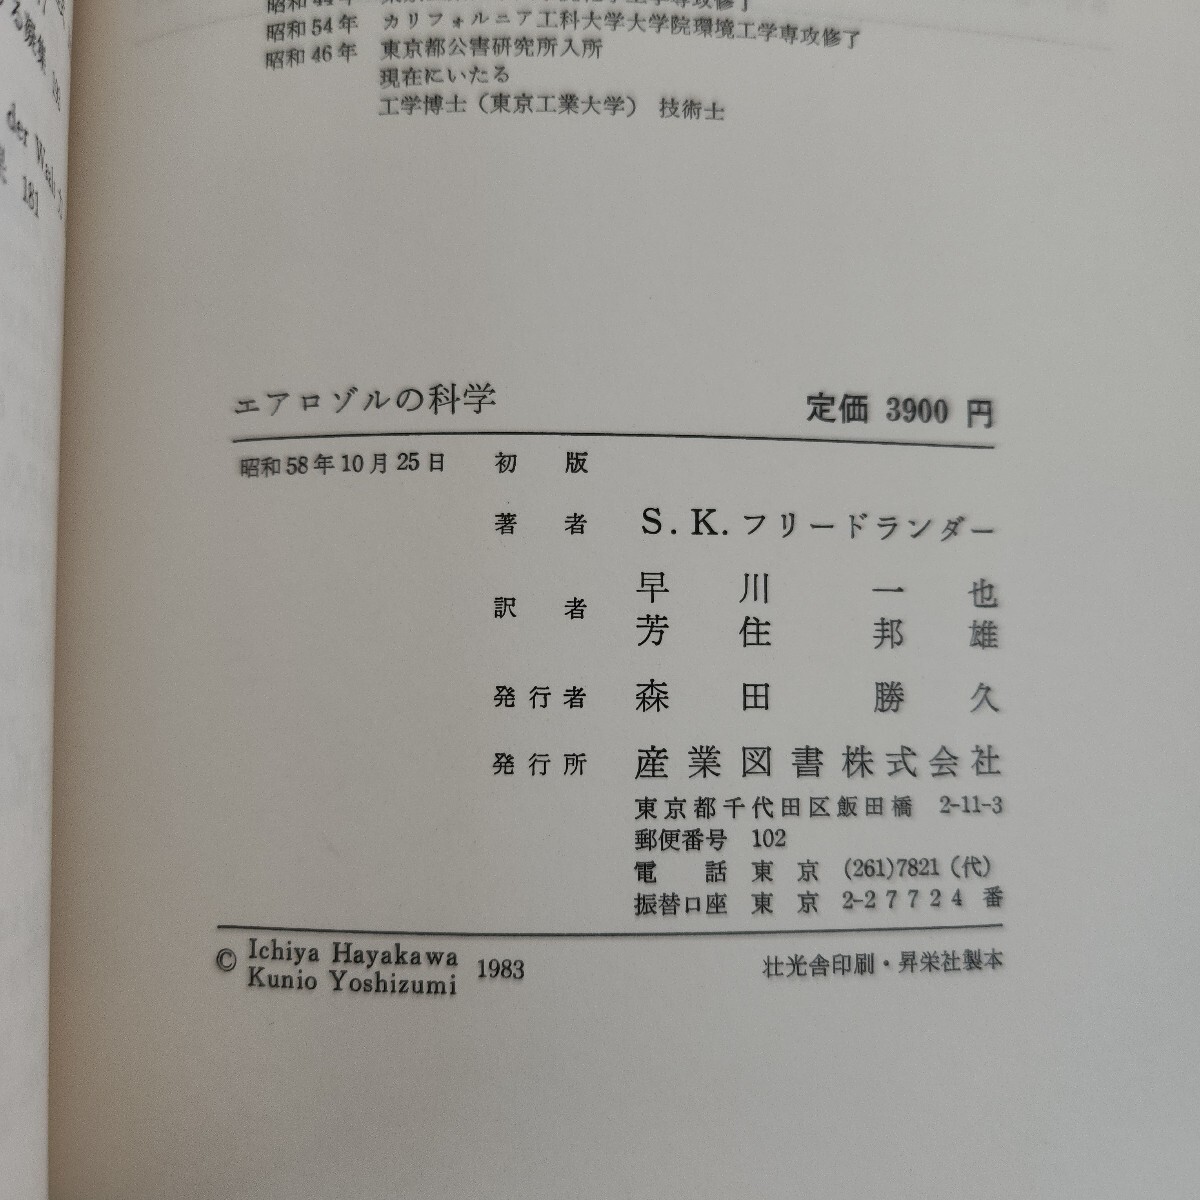 昭和54年 カリフォルニア工科大学大学院環境工学専攻修了
昭和46年 東京都公害研究所入所
現在にいたる
工学博士（東京工業大学） 技術士
der Waal
181
エアロゾルの科学 定価 3900 円
昭和58年10月25日 初版
著者 S. K. フリードランダー
訳者 早川一也
芳住邦雄
発行者 森田勝久
発行所 産業図書株式会社
東京都千代田区飯田橋 2-11-3
郵便番号 102
電話 東京 (261)7821（代）
振替口座 東京 2-27724 番
© Ichiya Hayakawa
Kunio Yoshizumi 1983
壮光舎印刷・昇栄社製本